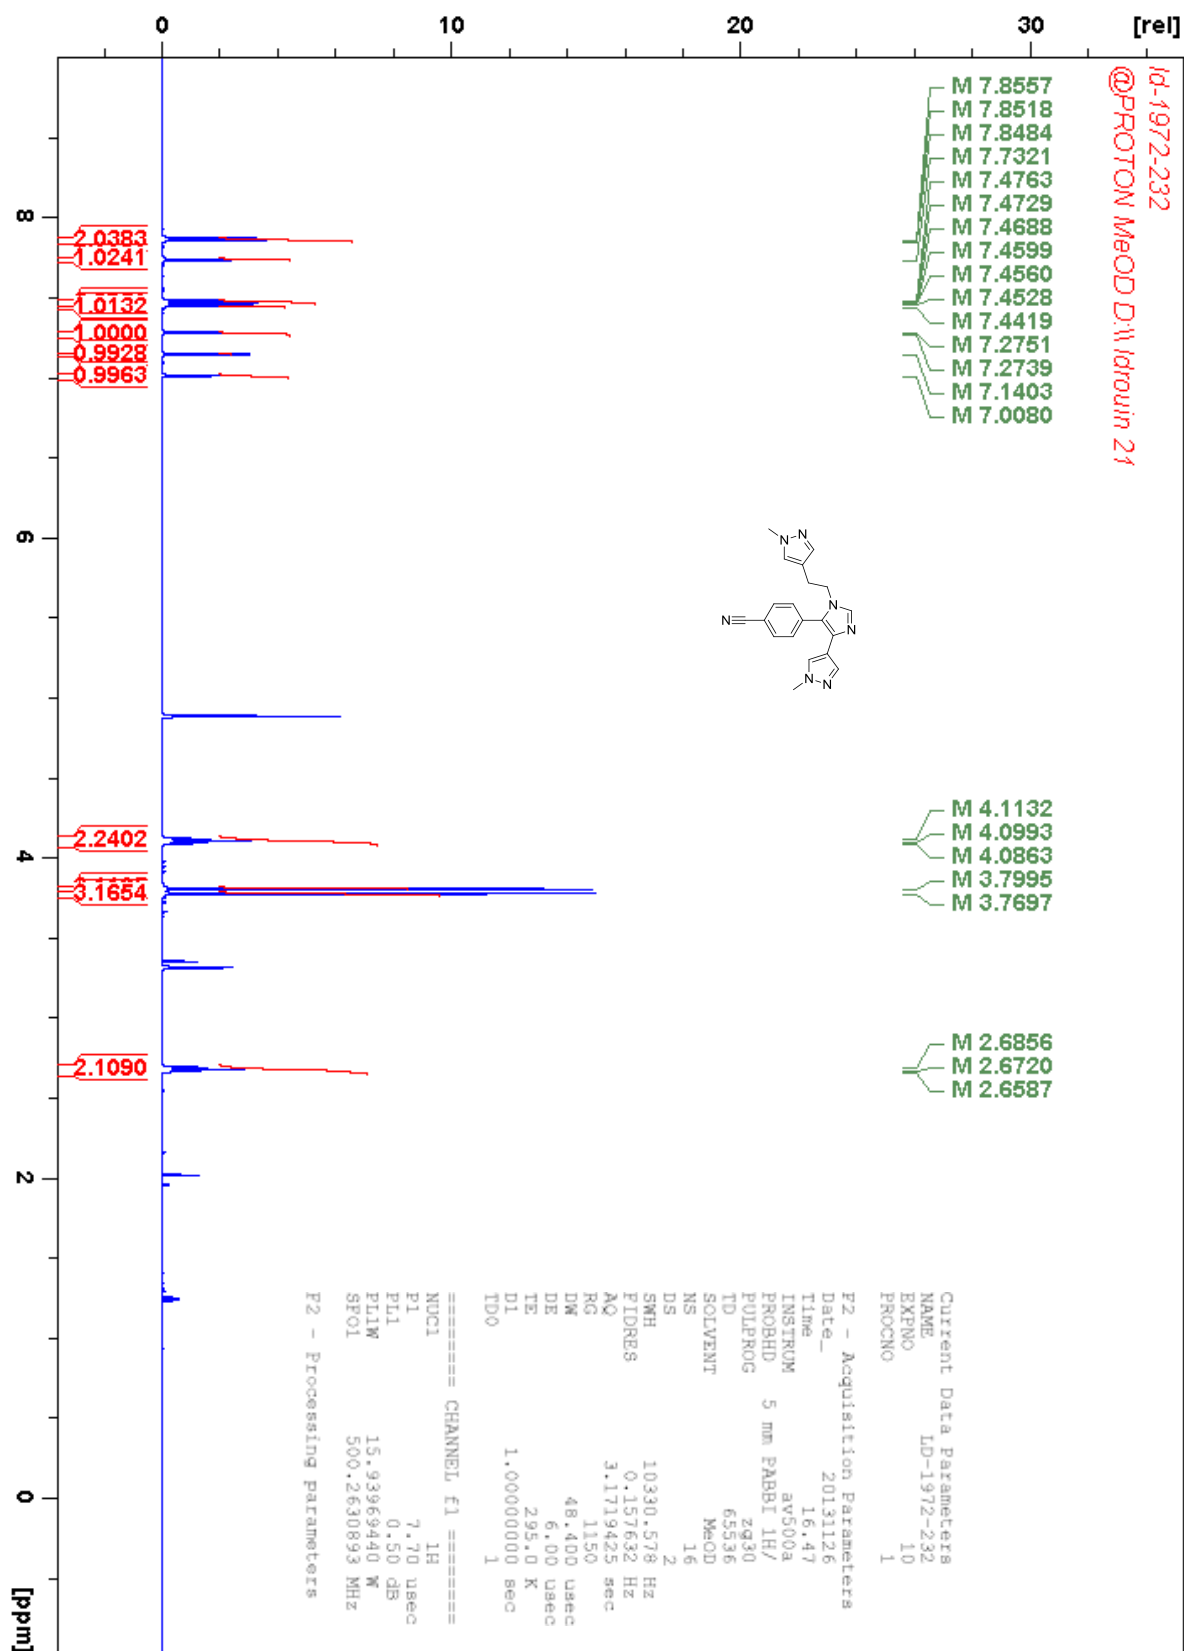 ld-1972-232
@PROTON MeOD D:\\ ldrouin 21
[rel]
0
10
20
30
M 7.8557
M 7.8518
M 7.8484
M 7.7321
M 7.4763
M 7.4729
M 7.4688
M 7.4599
M 7.4560
M 7.4528
M 7.4419
M 7.2751
M 7.2739
M 7.1403
M 7.0080
M 4.1132
M 4.0993
M 4.0863
M 3.7995
M 3.7697
M 2.6856
M 2.6720
M 2.6587
N
N
N
N
N≡
N
N
Current Data Parameters
NAME LD-1972-232
EXPNO 10
PROCNO 1
F2 - Acquisition Parameters
Date_ 20131126
Time 16.47
INSTRUM av500a
PROBHD 5 mm PABBI 1H/
PULPROG zg30
TD 65536
SOLVENT MeOD
NS 16
DS 2
SWH 10330.578 Hz
FIDRES 0.157632 Hz
AQ 3.1719425 sec
RG 1150
DW 48.400 usec
DE 6.00 usec
TE 295.0 K
D1 1.00000000 sec
TD0 1
======== CHANNEL f1 ========
NUC1 1H
P1 7.70 usec
PL1 0.50 dB
PL1W 15.93969440 W
SFO1 500.2630893 MHz
F2 - Processing parameters
2.0383
1.0241
1.0132
1.0000
0.9928
0.9963
2.2402
3.1654
2.1090
8
6
4
2
0
[ppm]